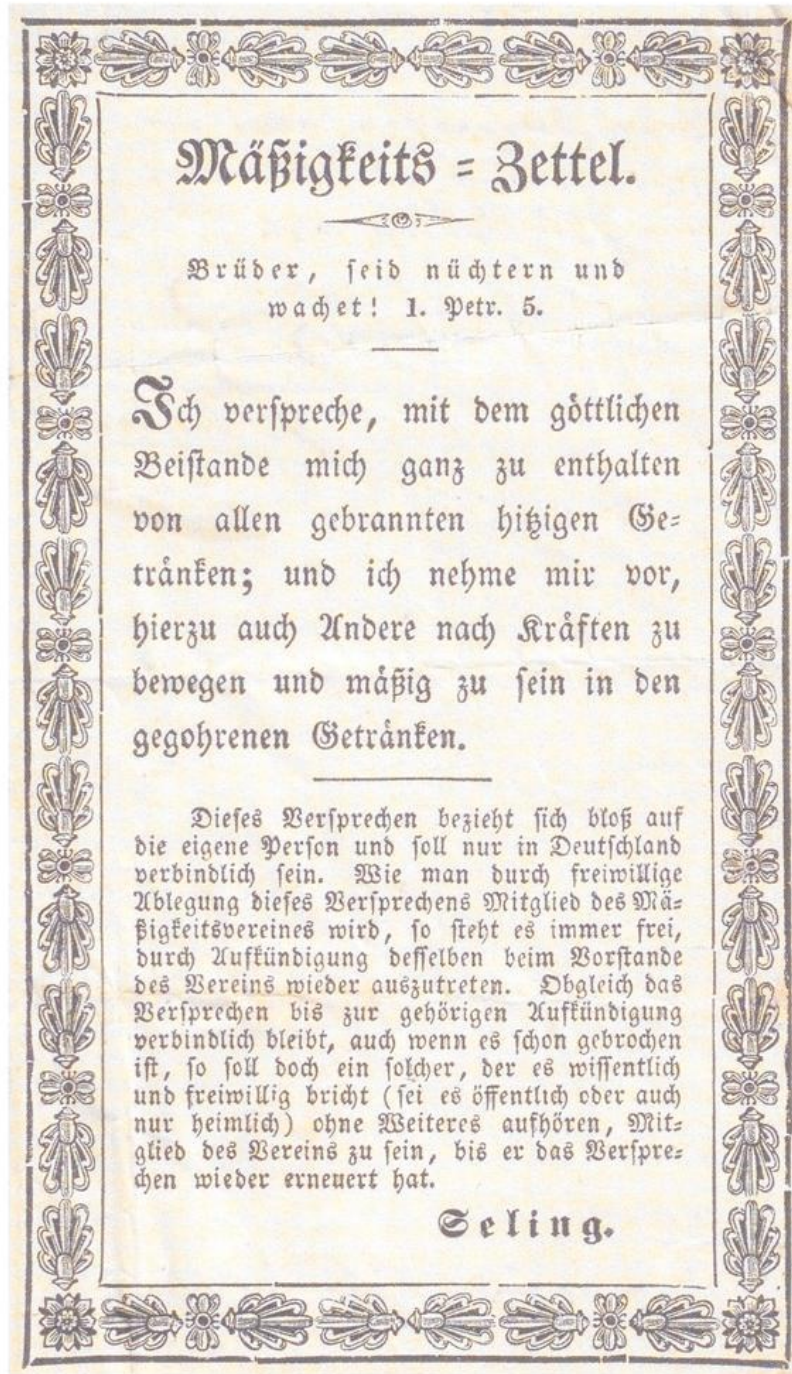 Mäßigkeits = Zettel.
Brüder, seid nüchtern und
wachet! 1. Petr. 5.
Ich verspreche, mit dem göttlichen
Beistande mich ganz zu enthalten
von allen gebrannten hitzigen Ge=
tränken; und ich nehme mir vor,
hierzu auch Andere nach Kräften zu
bewegen und mäßig zu sein in den
gegohrenen Getränken.
Dieses Versprechen bezieht sich bloß auf
die eigene Person und soll nur in Deutschland
verbindlich sein. Wie man durch freiwillige
Ablegung dieses Versprechens Mitglied des Mä=
ßigkeitsvereines wird, so steht es immer frei,
durch Aufkündigung desselben beim Vorstande
des Vereins wieder auszutreten. Obgleich das
Versprechen bis zur gehörigen Aufkündigung
verbindlich bleibt, auch wenn es schon gebrochen
ist, so soll doch ein solcher, der es wissentlich
und freiwillig bricht (sei es öffentlich oder auch
nur heimlich) ohne Weiteres aufhören, Mit=
glied des Vereins zu sein, bis er das Verspre=
chen wieder erneuert hat.
Seling.